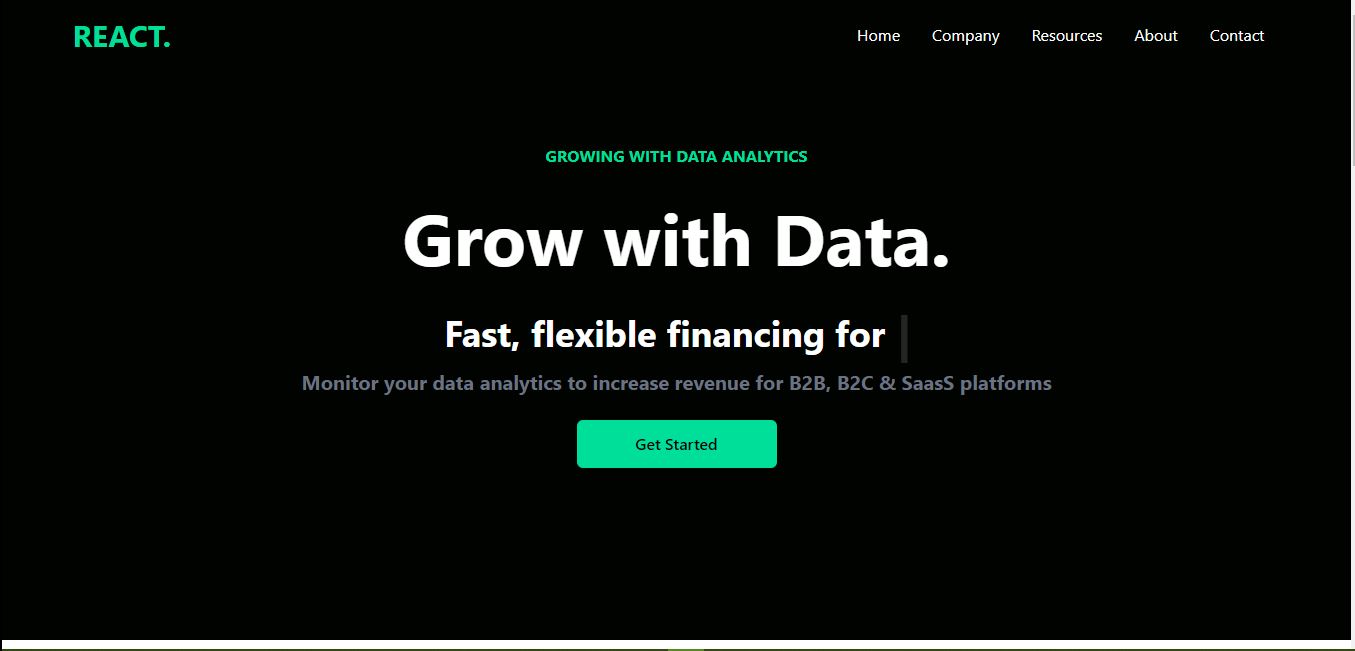 REACT.
Home Company Resources About Contact
GROWING WITH DATA ANALYTICS
Grow with Data.
Fast, flexible financing for
Monitor your data analytics to increase revenue for B2B, B2C & SaasS platforms
Get Started